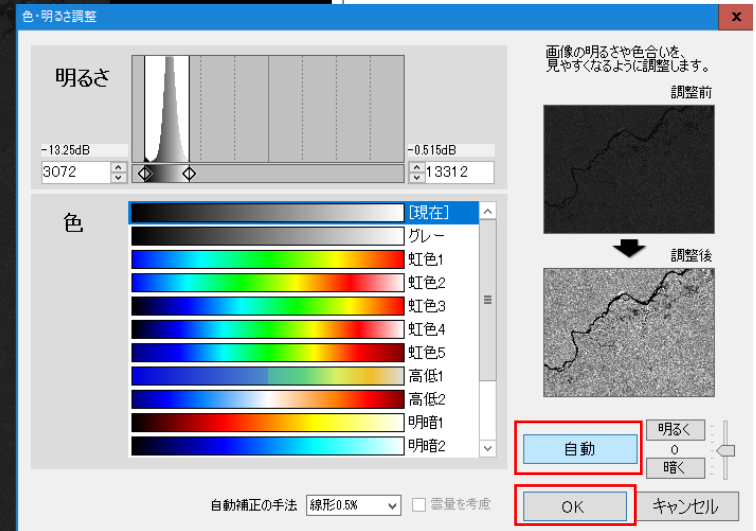 色・明るさ調整
x
明るさ
-13.25dB
-0.515dB
3072
13312
色
[現在]
グレー
虹色1
虹色2
虹色3
虹色4
虹色5
高低1
高低2
明暗1
明暗2
自動補正の手法
線形0.5%
雲量を考慮
画像の明るさや色合いを、
見やすくなるように調整します。
調整前
調整後
自動
明るく
0
暗く
OK
キャンセル